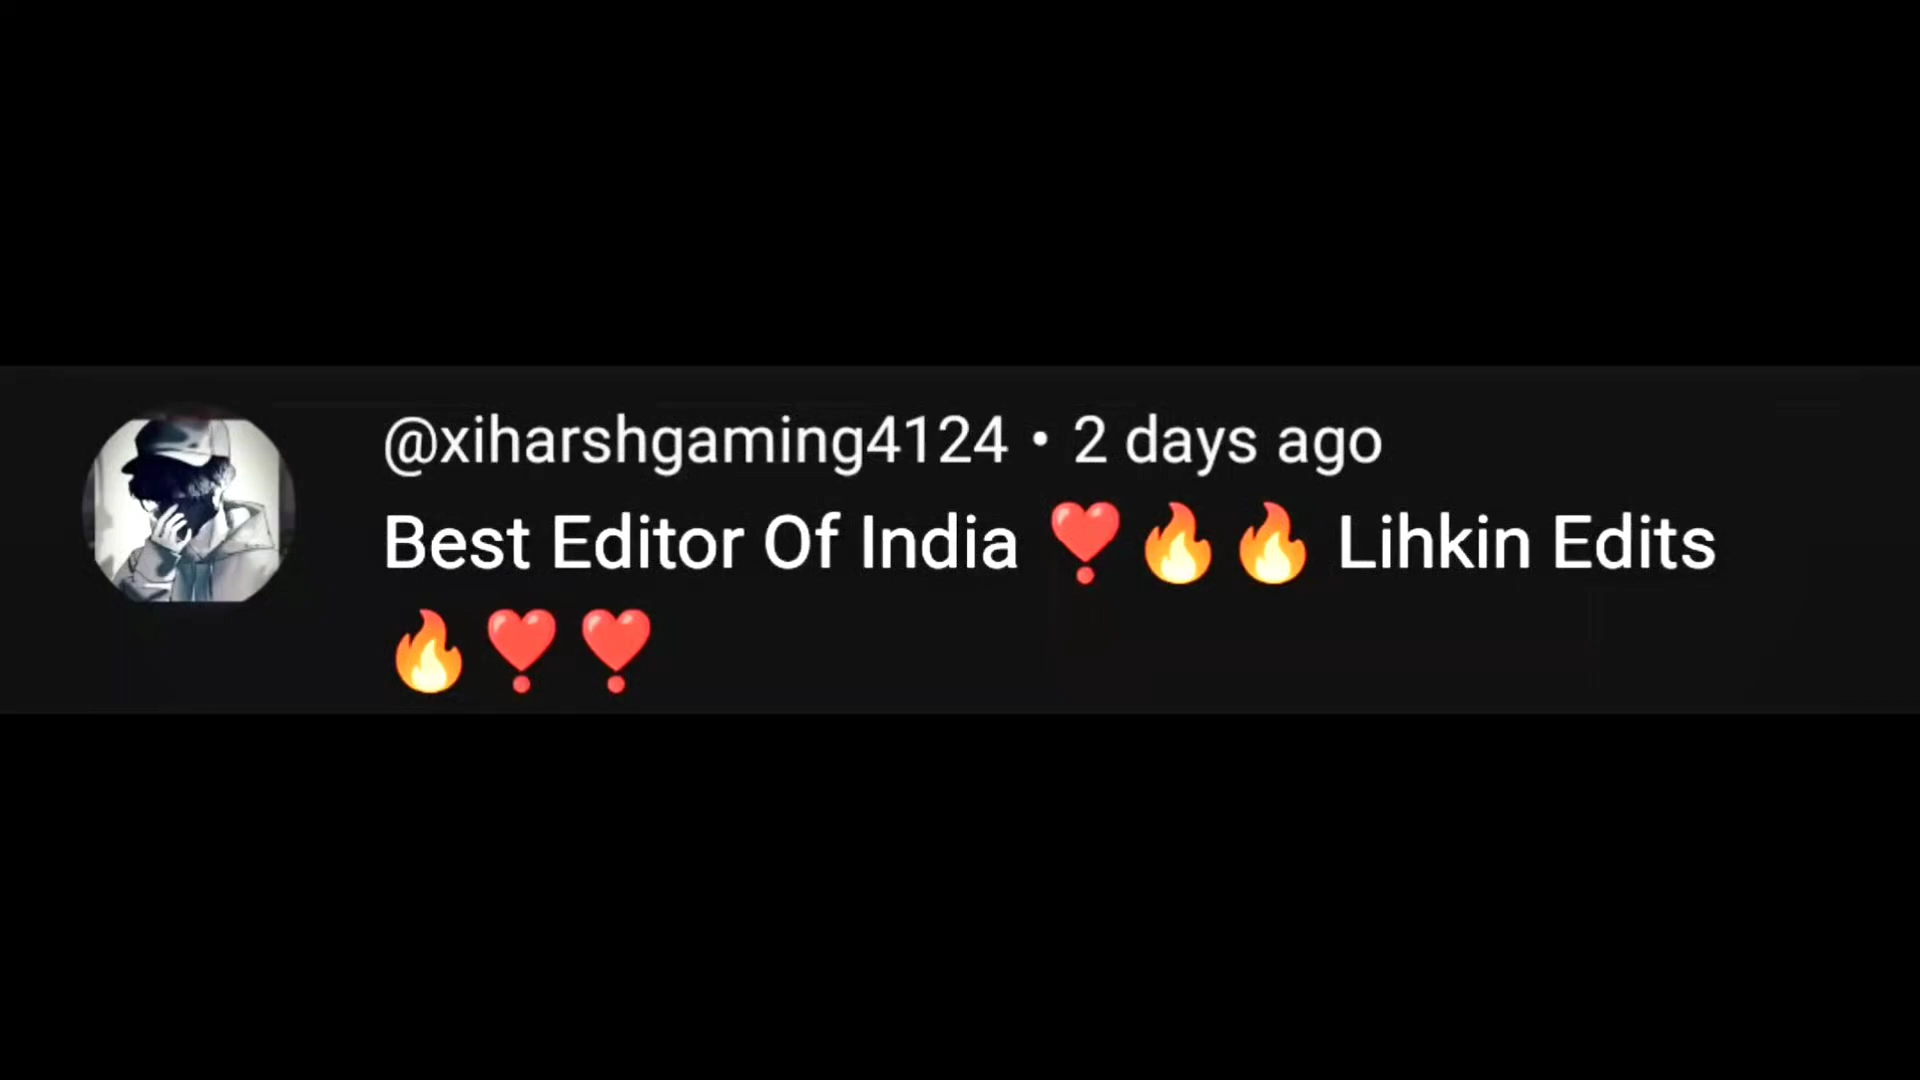 @xiharshgaming4124 • 2 days ago
Best Editor Of India ❣️🔥🔥 Lihkin Edits
🔥❣️❣️